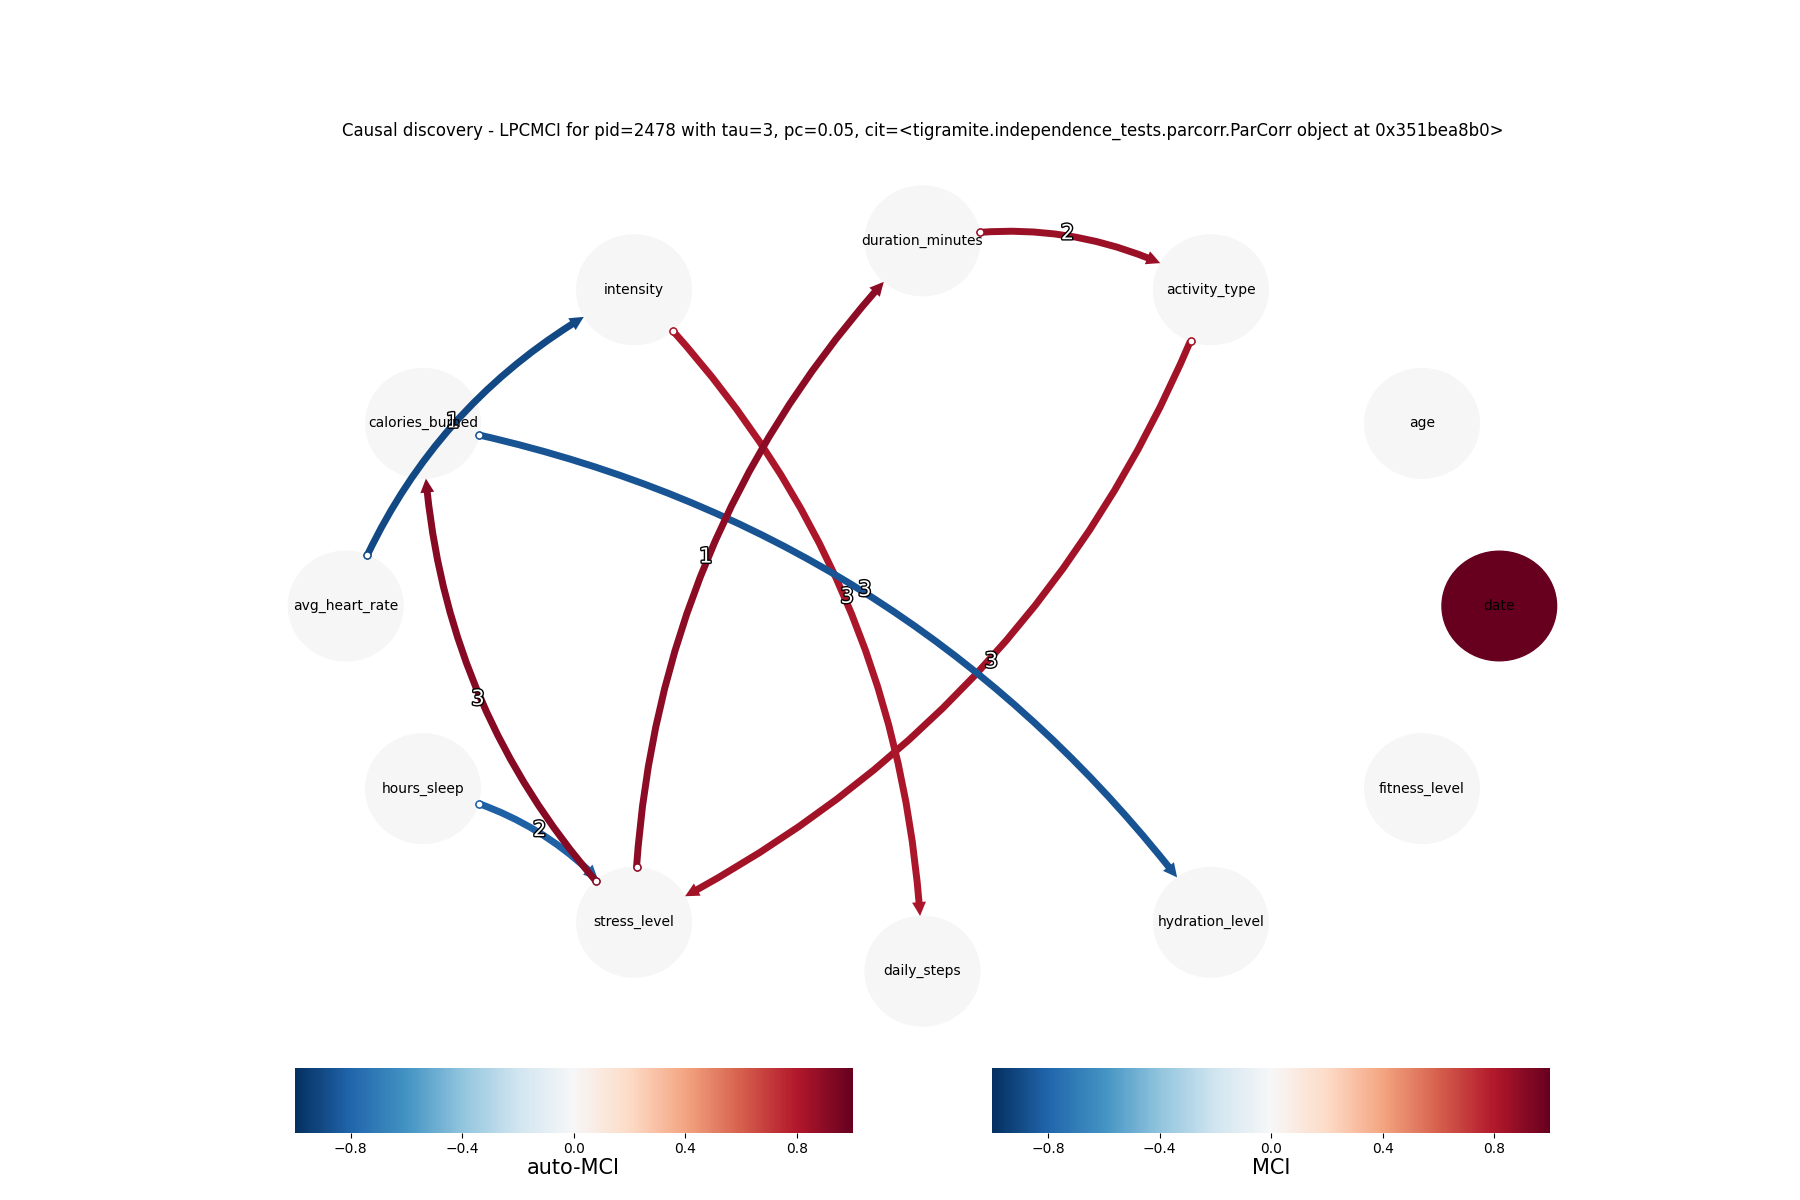 Causal discovery - LPCMCI for pid=2478 with tau=3, pc=0.05, cit=<tigramite.independence_tests.parcorr.ParCorr object at 0x351bea8b0>
duration_minutes
2
intensity
activity_type
calories_burned
1
age
1
3
3
avg_heart_rate
date
3
3
hours_sleep
fitness_level
2
stress_level
hydration_level
daily_steps
−0.8 −0.4 0.0 0.4 0.8
auto-MCI
−0.8 −0.4 0.0 0.4 0.8
MCI